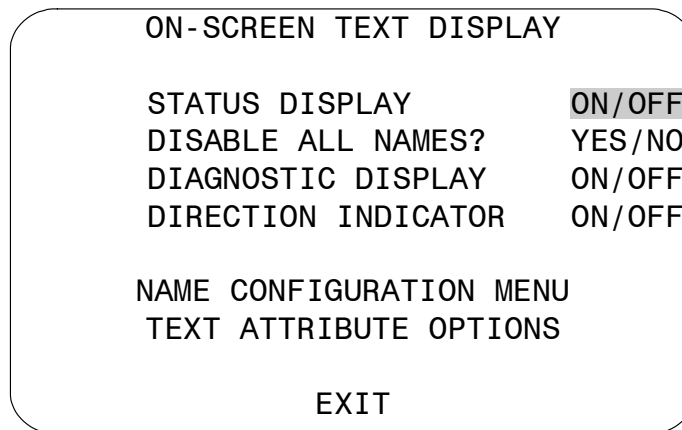 ON-SCREEN TEXT DISPLAY
STATUS DISPLAY ON/OFF
DISABLE ALL NAMES? YES/NO
DIAGNOSTIC DISPLAY ON/OFF
DIRECTION INDICATOR ON/OFF
NAME CONFIGURATION MENU
TEXT ATTRIBUTE OPTIONS
EXIT